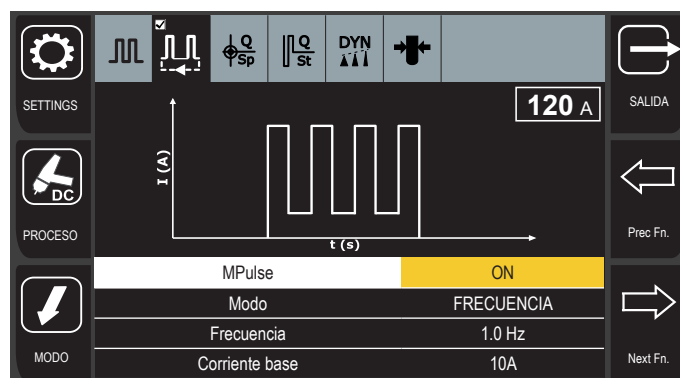 Q
Sp
Q
St
DYN
SETTINGS
120 A
SALIDA
I (A)
t (s)
DC
PROCESO
Prec Fn.
MPulse ON
Modo FRECUENCIA
Frecuencia 1.0 Hz
Corriente base 10A
MODO
Next Fn.